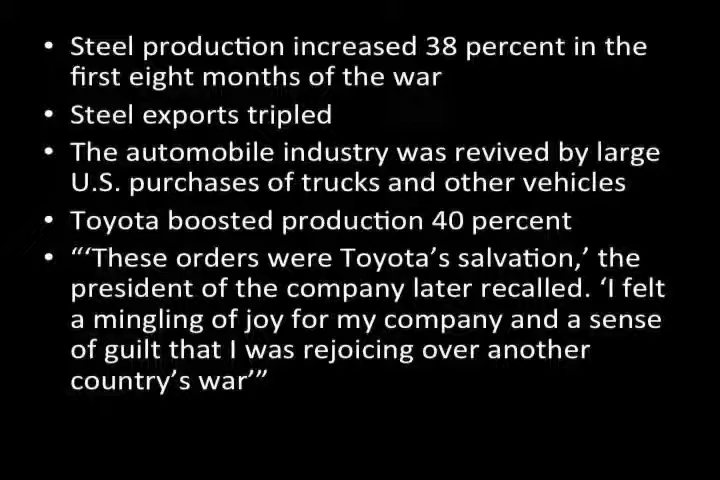 • Steel production increased 38 percent in the
first eight months of the war
• Steel exports tripled
• The automobile industry was revived by large
U.S. purchases of trucks and other vehicles
• Toyota boosted production 40 percent
• “‘These orders were Toyota’s salvation,’ the
president of the company later recalled. ‘I felt
a mingling of joy for my company and a sense
of guilt that I was rejoicing over another
country’s war’”